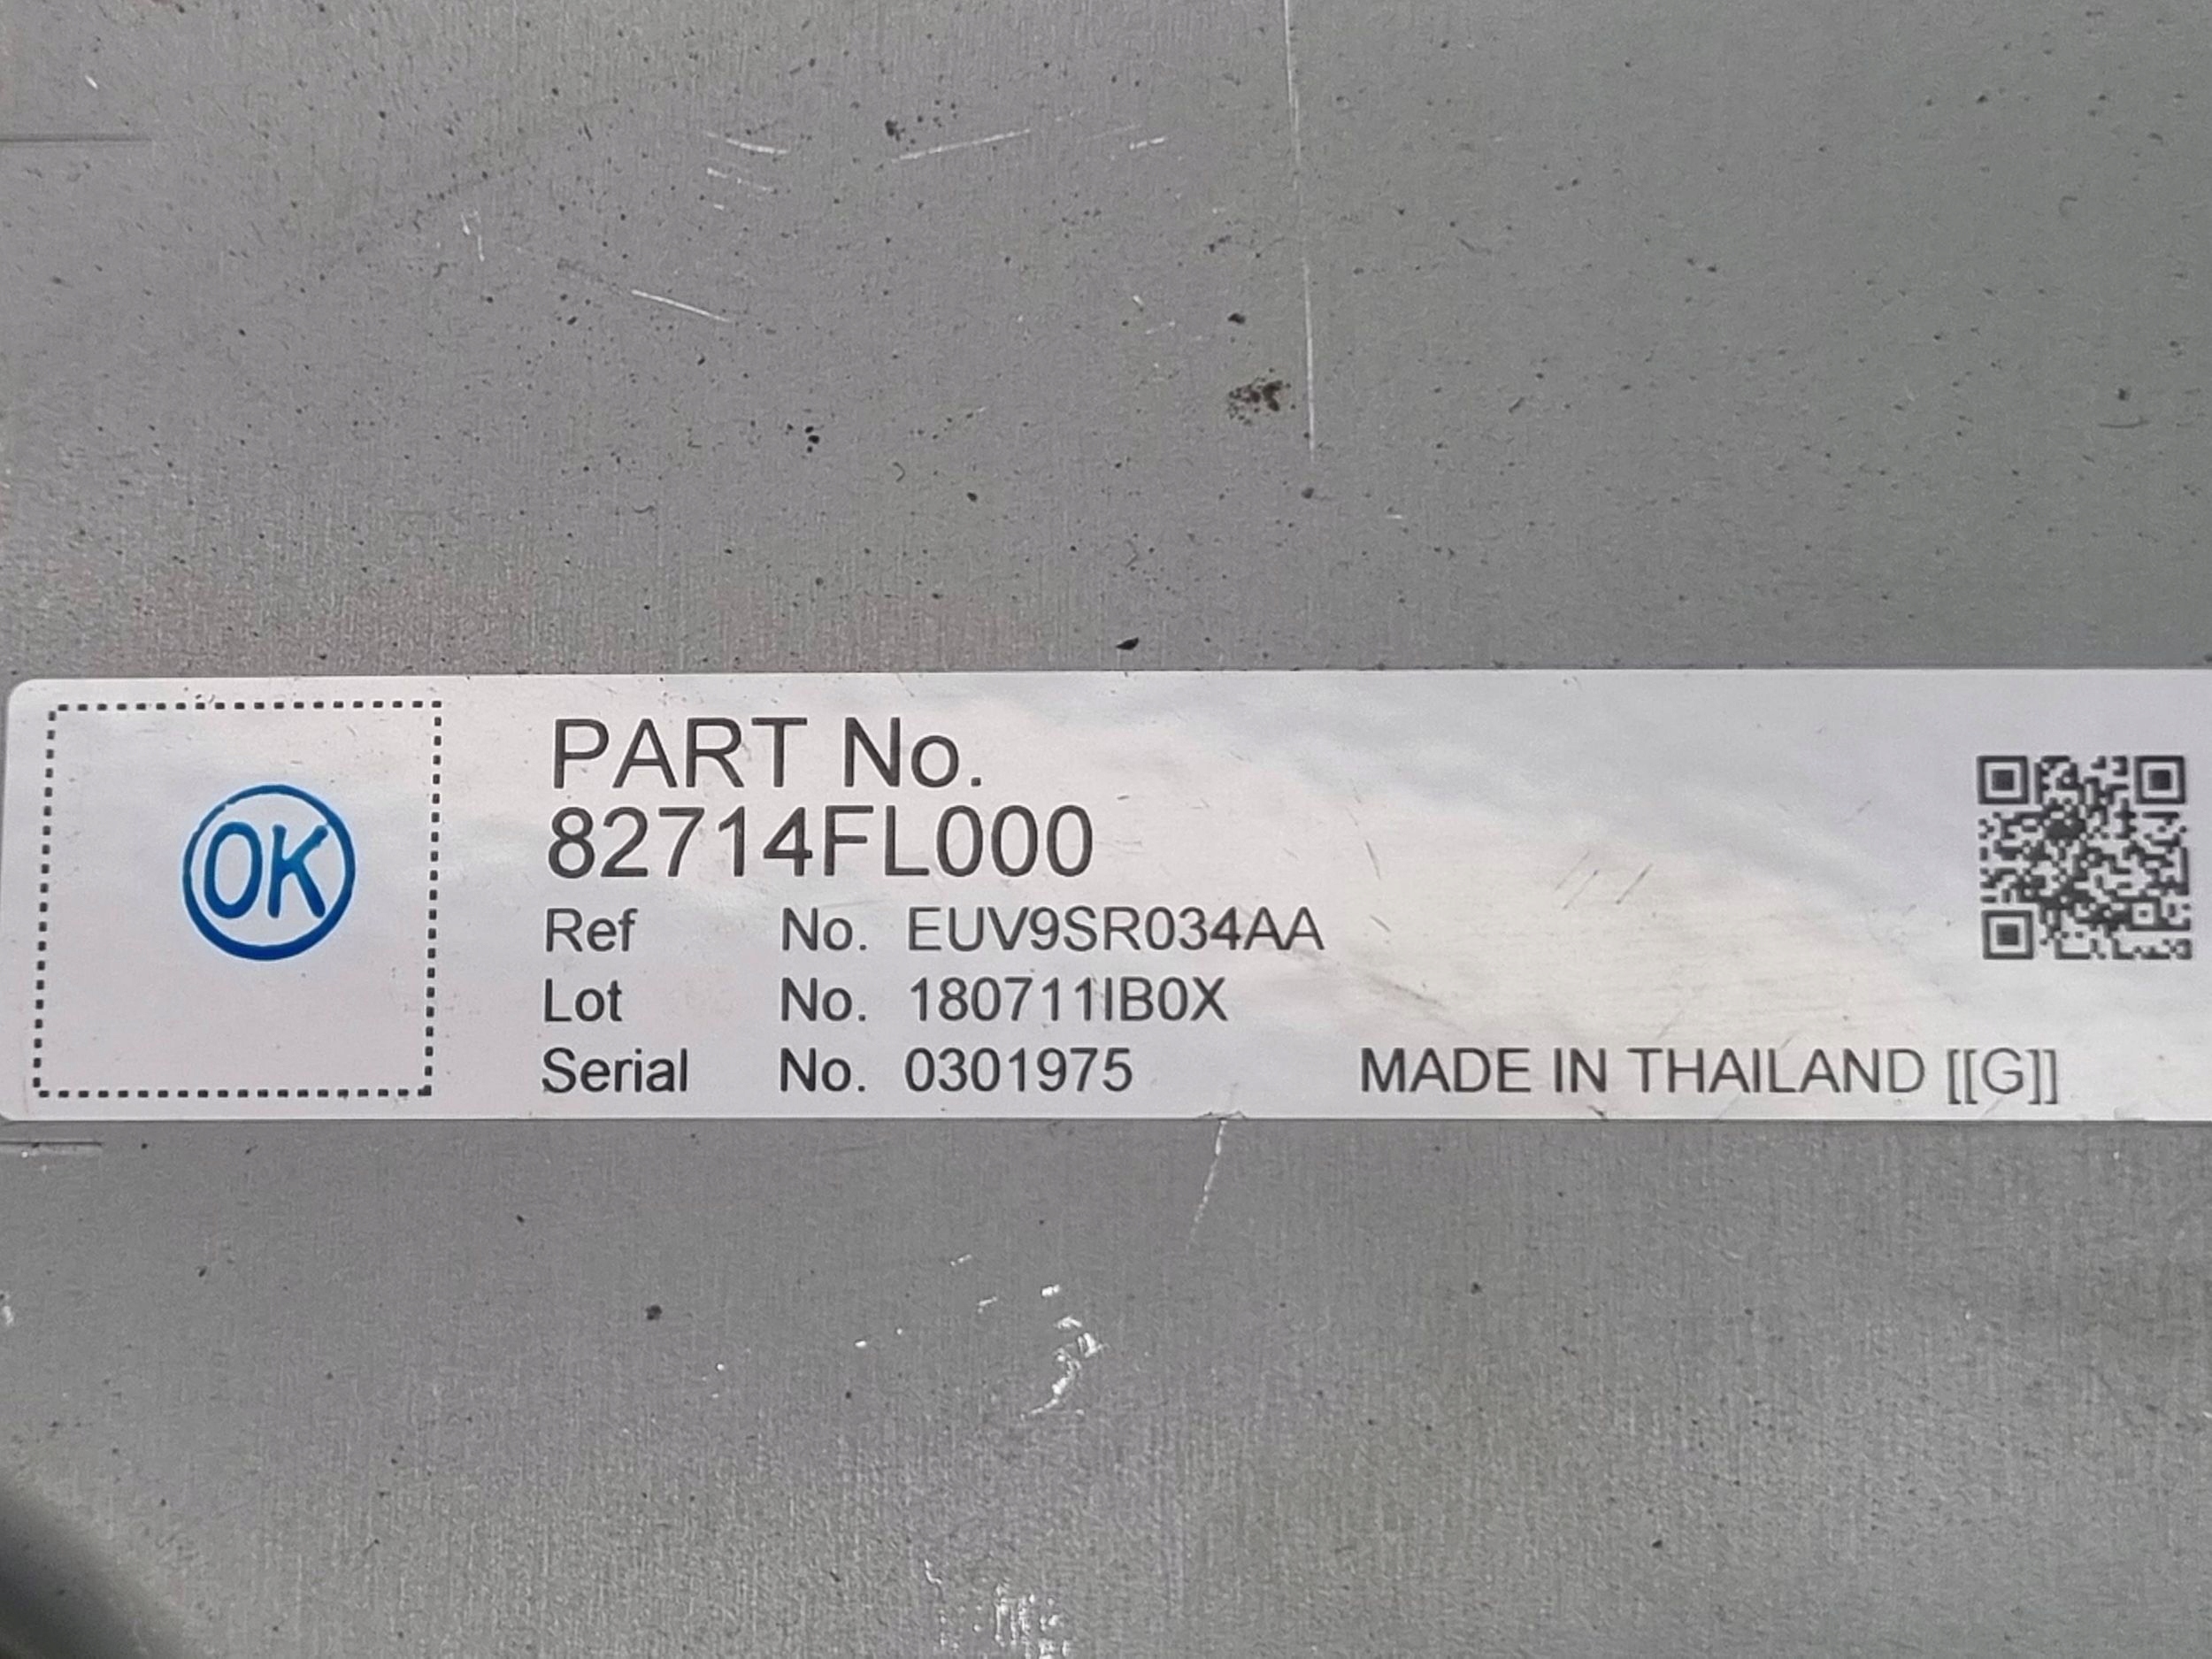 OK
PART No.
82714FL000
Ref No. EUV9SR034AA
Lot No. 180711IB0X
Serial No. 0301975 MADE IN THAILAND [[G]]